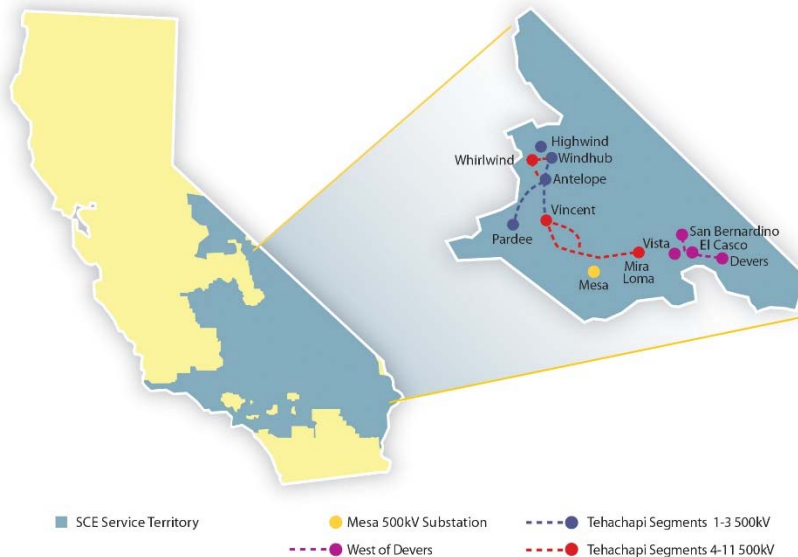 Highwind
Whirlwind
Windhub
Antelope
Vincent
Pardee
San Bernardino
Vista
El Casco
Devers
Mira
Loma
Mesa
SCE Service Territory
Mesa 500kV Substation
Tehachapi Segments 1-3 500kV
West of Devers
Tehachapi Segments 4-11 500kV